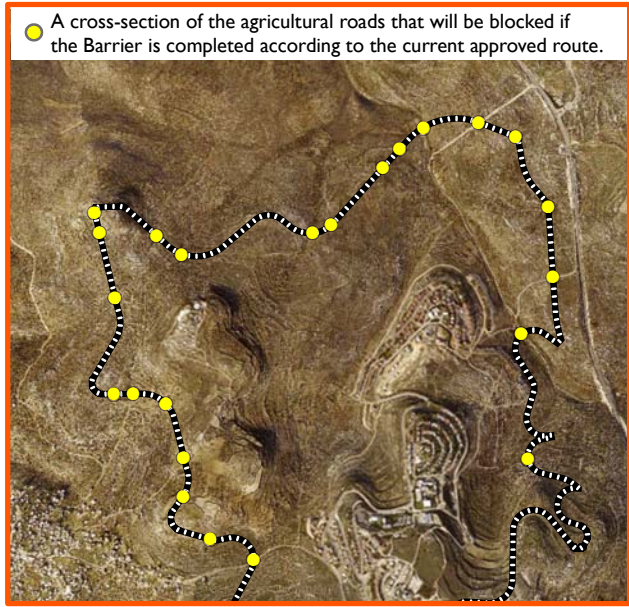 A cross-section of the agricultural roads that will be blocked if
the Barrier is completed according to the current approved route.